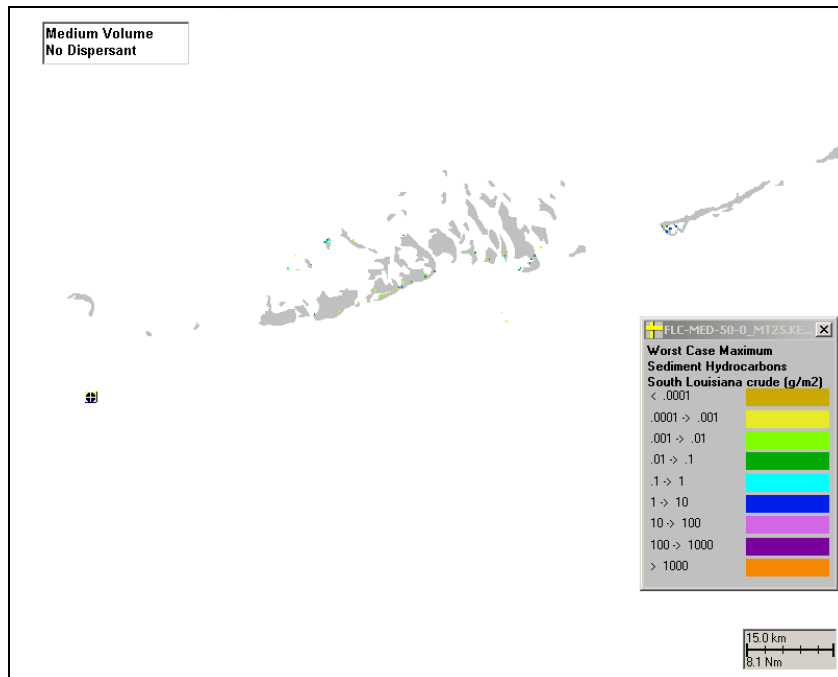 Medium Volume
No Dispersant
FLC-MED-50-0_MT25.KE...
Worst Case Maximum
Sediment Hydrocarbons
South Louisiana crude (g/m2)
< .0001
.0001 -> .001
.001 -> .01
.01 -> .1
.1 -> 1
1 -> 10
10 -> 100
100 -> 1000
> 1000
15.0 km
8.1 Nm